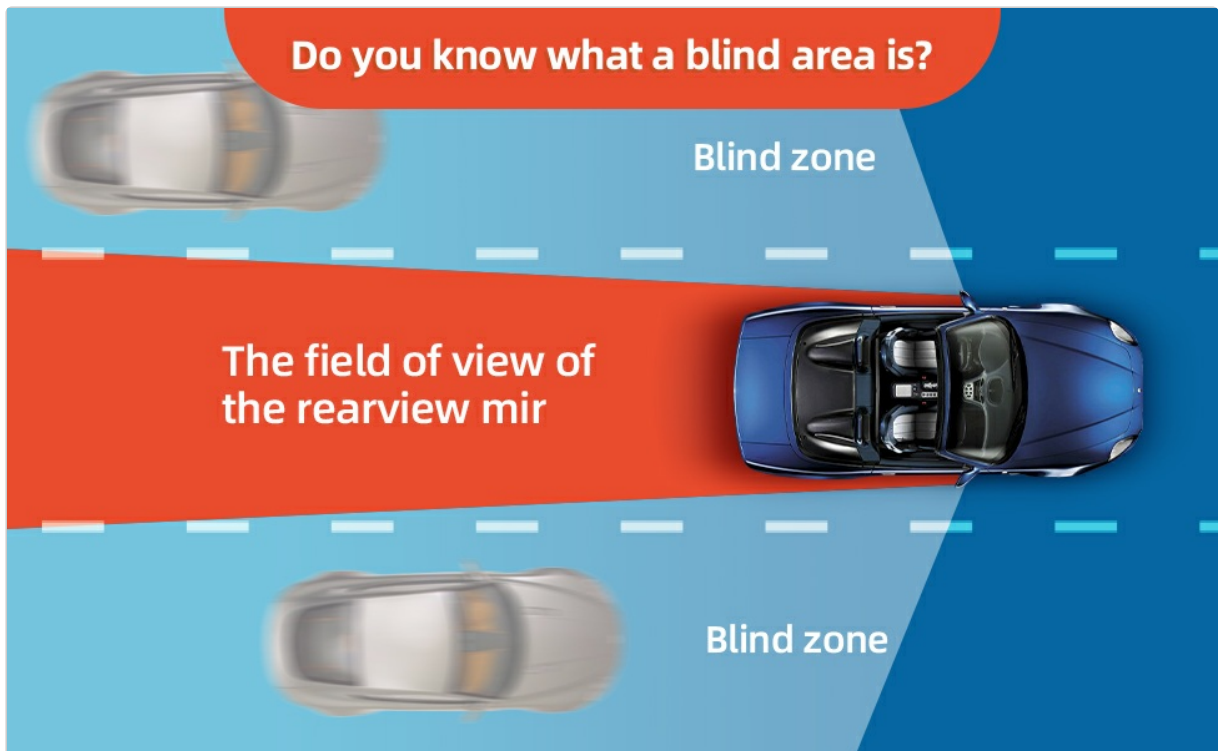 Do you know what a blind area is?
Blind zone
The field of view of
the rearview mir
Blind zone